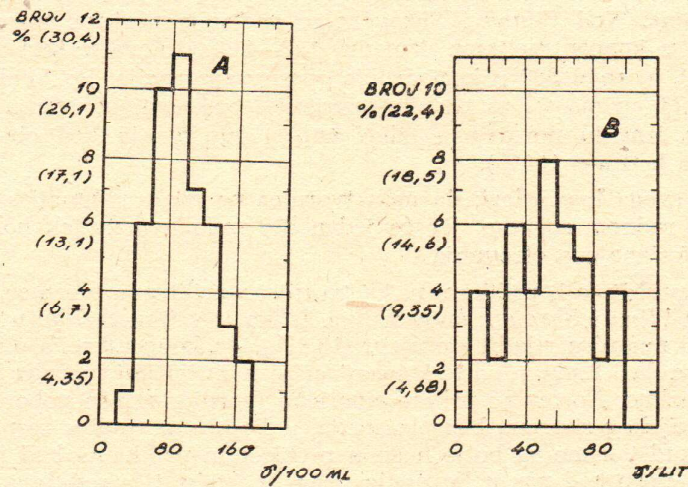 BROJ 12
% (30,4)
A
10
(26,1)
8
(17,1)
6
(13,1)
4
(6,7)
2
4,35)
0
0 80 160
γ/100 ML
BROJ 10
% (22,4)
B
8
(18,5)
6
(14,6)
4
(9,35)
2
(4,68)
0
0 40 80
γ/LIT